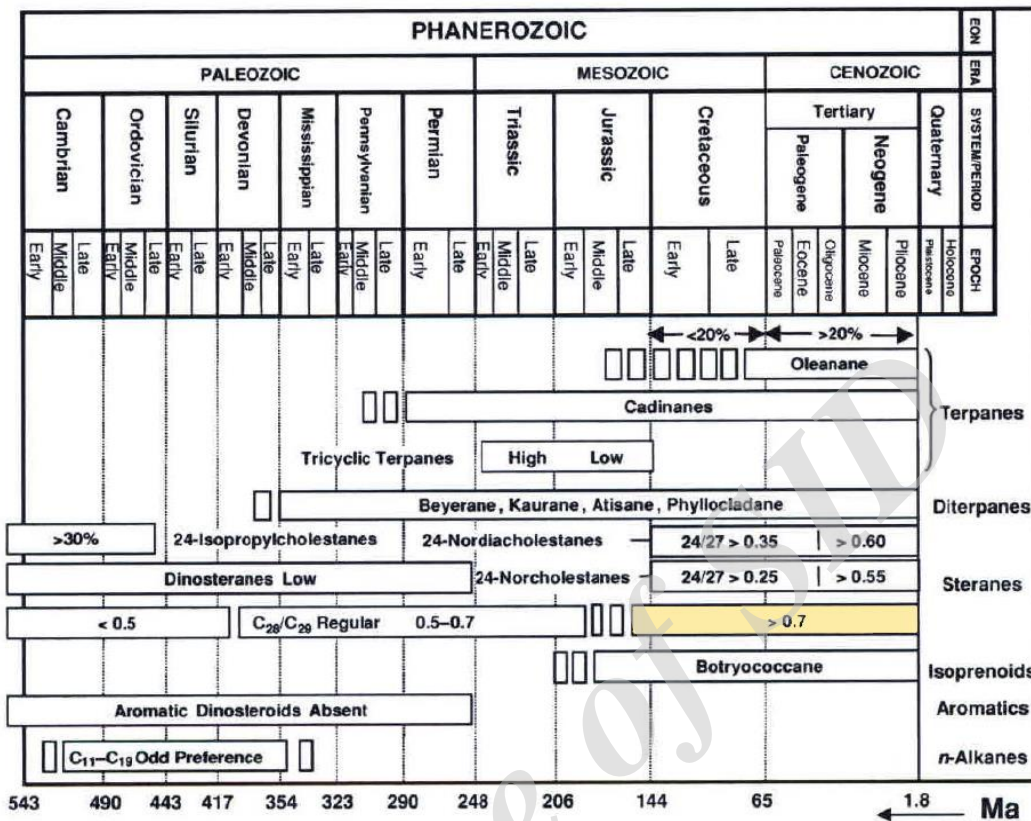 PHANEROZOIC EON
PALEOZOIC MESOZOIC CENOZOIC ERA
Cambrian Ordovician Silurian Devonian Mississippian Pennsylvanian Permian Triassic Jurassic Cretaceous Tertiary Quaternary SYSTEM/PERIOD
Paleogene Neogene
Early Middle Late Early Middle Late Early Late Early Middle Late Early Late Early Middle Late Early Late Early Middle Late Early Middle Late Early Late Paleocene Eocene Oligocene Miocene Pliocene Pleistocene Holocene EPOCH
<20% >20%
Oleanane
Cadinanes Terpanes
Tricyclic Terpanes High Low
Beyerane, Kaurane, Atisane, Phyllocladane Diterpanes
>30% 24-Isopropylcholestanes 24-Nordiacholestanes 24/27 > 0.35 > 0.60
Dinosteranes Low 24-Norcholestanes 24/27 > 0.25 > 0.55 Steranes
< 0.5 C₂₈/C₂₉ Regular 0.5–0.7 > 0.7
Botryococcane Isoprenoids
Aromatic Dinosteroids Absent Aromatics
C₁₁–C₁₉ Odd Preference n-Alkanes
543 490 443 417 354 323 290 248 206 144 65 1.8 Ma
e of SID